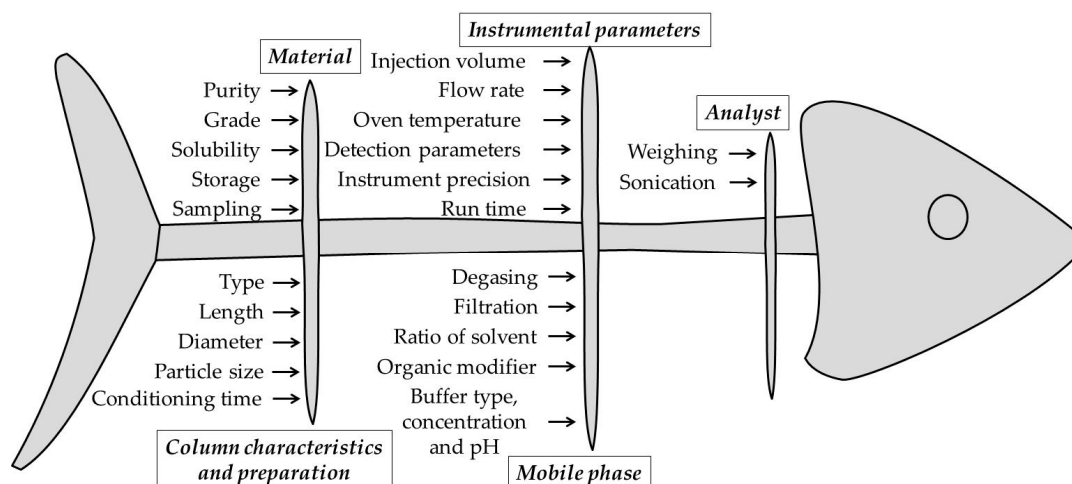 Material
Purity
Grade
Solubility
Storage
Sampling
Instrumental parameters
Injection volume
Flow rate
Oven temperature
Detection parameters
Instrument precision
Run time
Analyst
Weighing
Sonication
Type
Length
Diameter
Particle size
Conditioning time
Column characteristics
and preparation
Degasing
Filtration
Ratio of solvent
Organic modifier
Buffer type,
concentration
and pH
Mobile phase